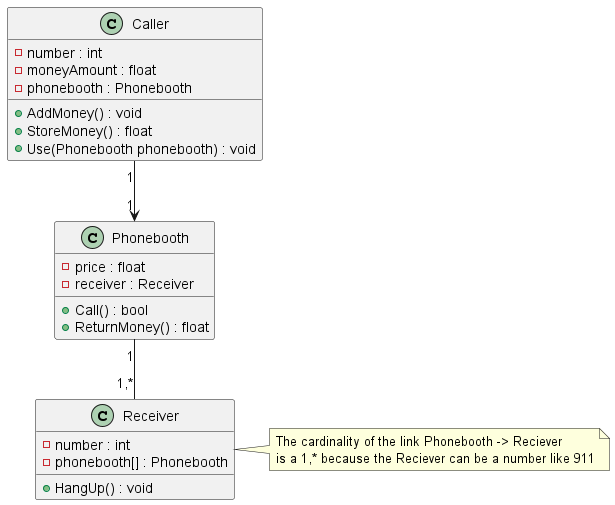 C Caller
number : int
moneyAmount : float
phonebooth : Phonebooth
AddMoney() : void
StoreMoney() : float
Use(Phonebooth phonebooth) : void
1
1
C Phonebooth
price : float
receiver : Receiver
Call() : bool
ReturnMoney() : float
1
1,*
C Receiver
number : int
phonebooth[] : Phonebooth
HangUp() : void
The cardinality of the link Phonebooth -> Reciever
is a 1,* because the Reciever can be a number like 911